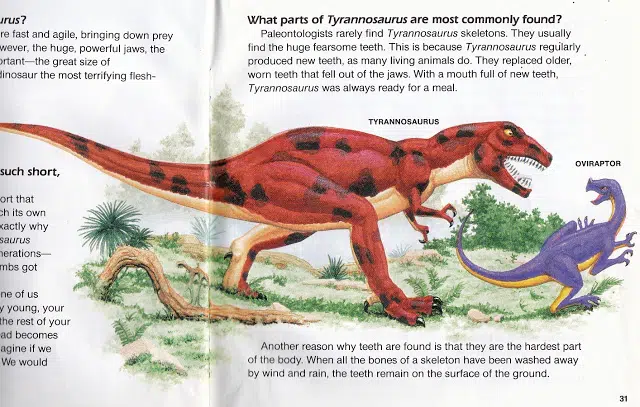 urus?
re fast and agile, bringing down prey
wever, the huge, powerful jaws, the
ortant—the great size of
dinosaur the most terrifying flesh-
such short,
ort that
ch its own
xactly why
saurus
nerations—
mbs got
ne of us
y young, your
the rest of your
ad becomes
agine if we
We would
What parts of Tyrannosaurus are most commonly found?
Paleontologists rarely find Tyrannosaurus skeletons. They usually
find the huge fearsome teeth. This is because Tyrannosaurus regularly
produced new teeth, as many living animals do. They replaced older,
worn teeth that fell out of the jaws. With a mouth full of new teeth,
Tyrannosaurus was always ready for a meal.
TYRANNOSAURUS
OVIRAPTOR
Another reason why teeth are found is that they are the hardest part
of the body. When all the bones of a skeleton have been washed away
by wind and rain, the teeth remain on the surface of the ground.
31